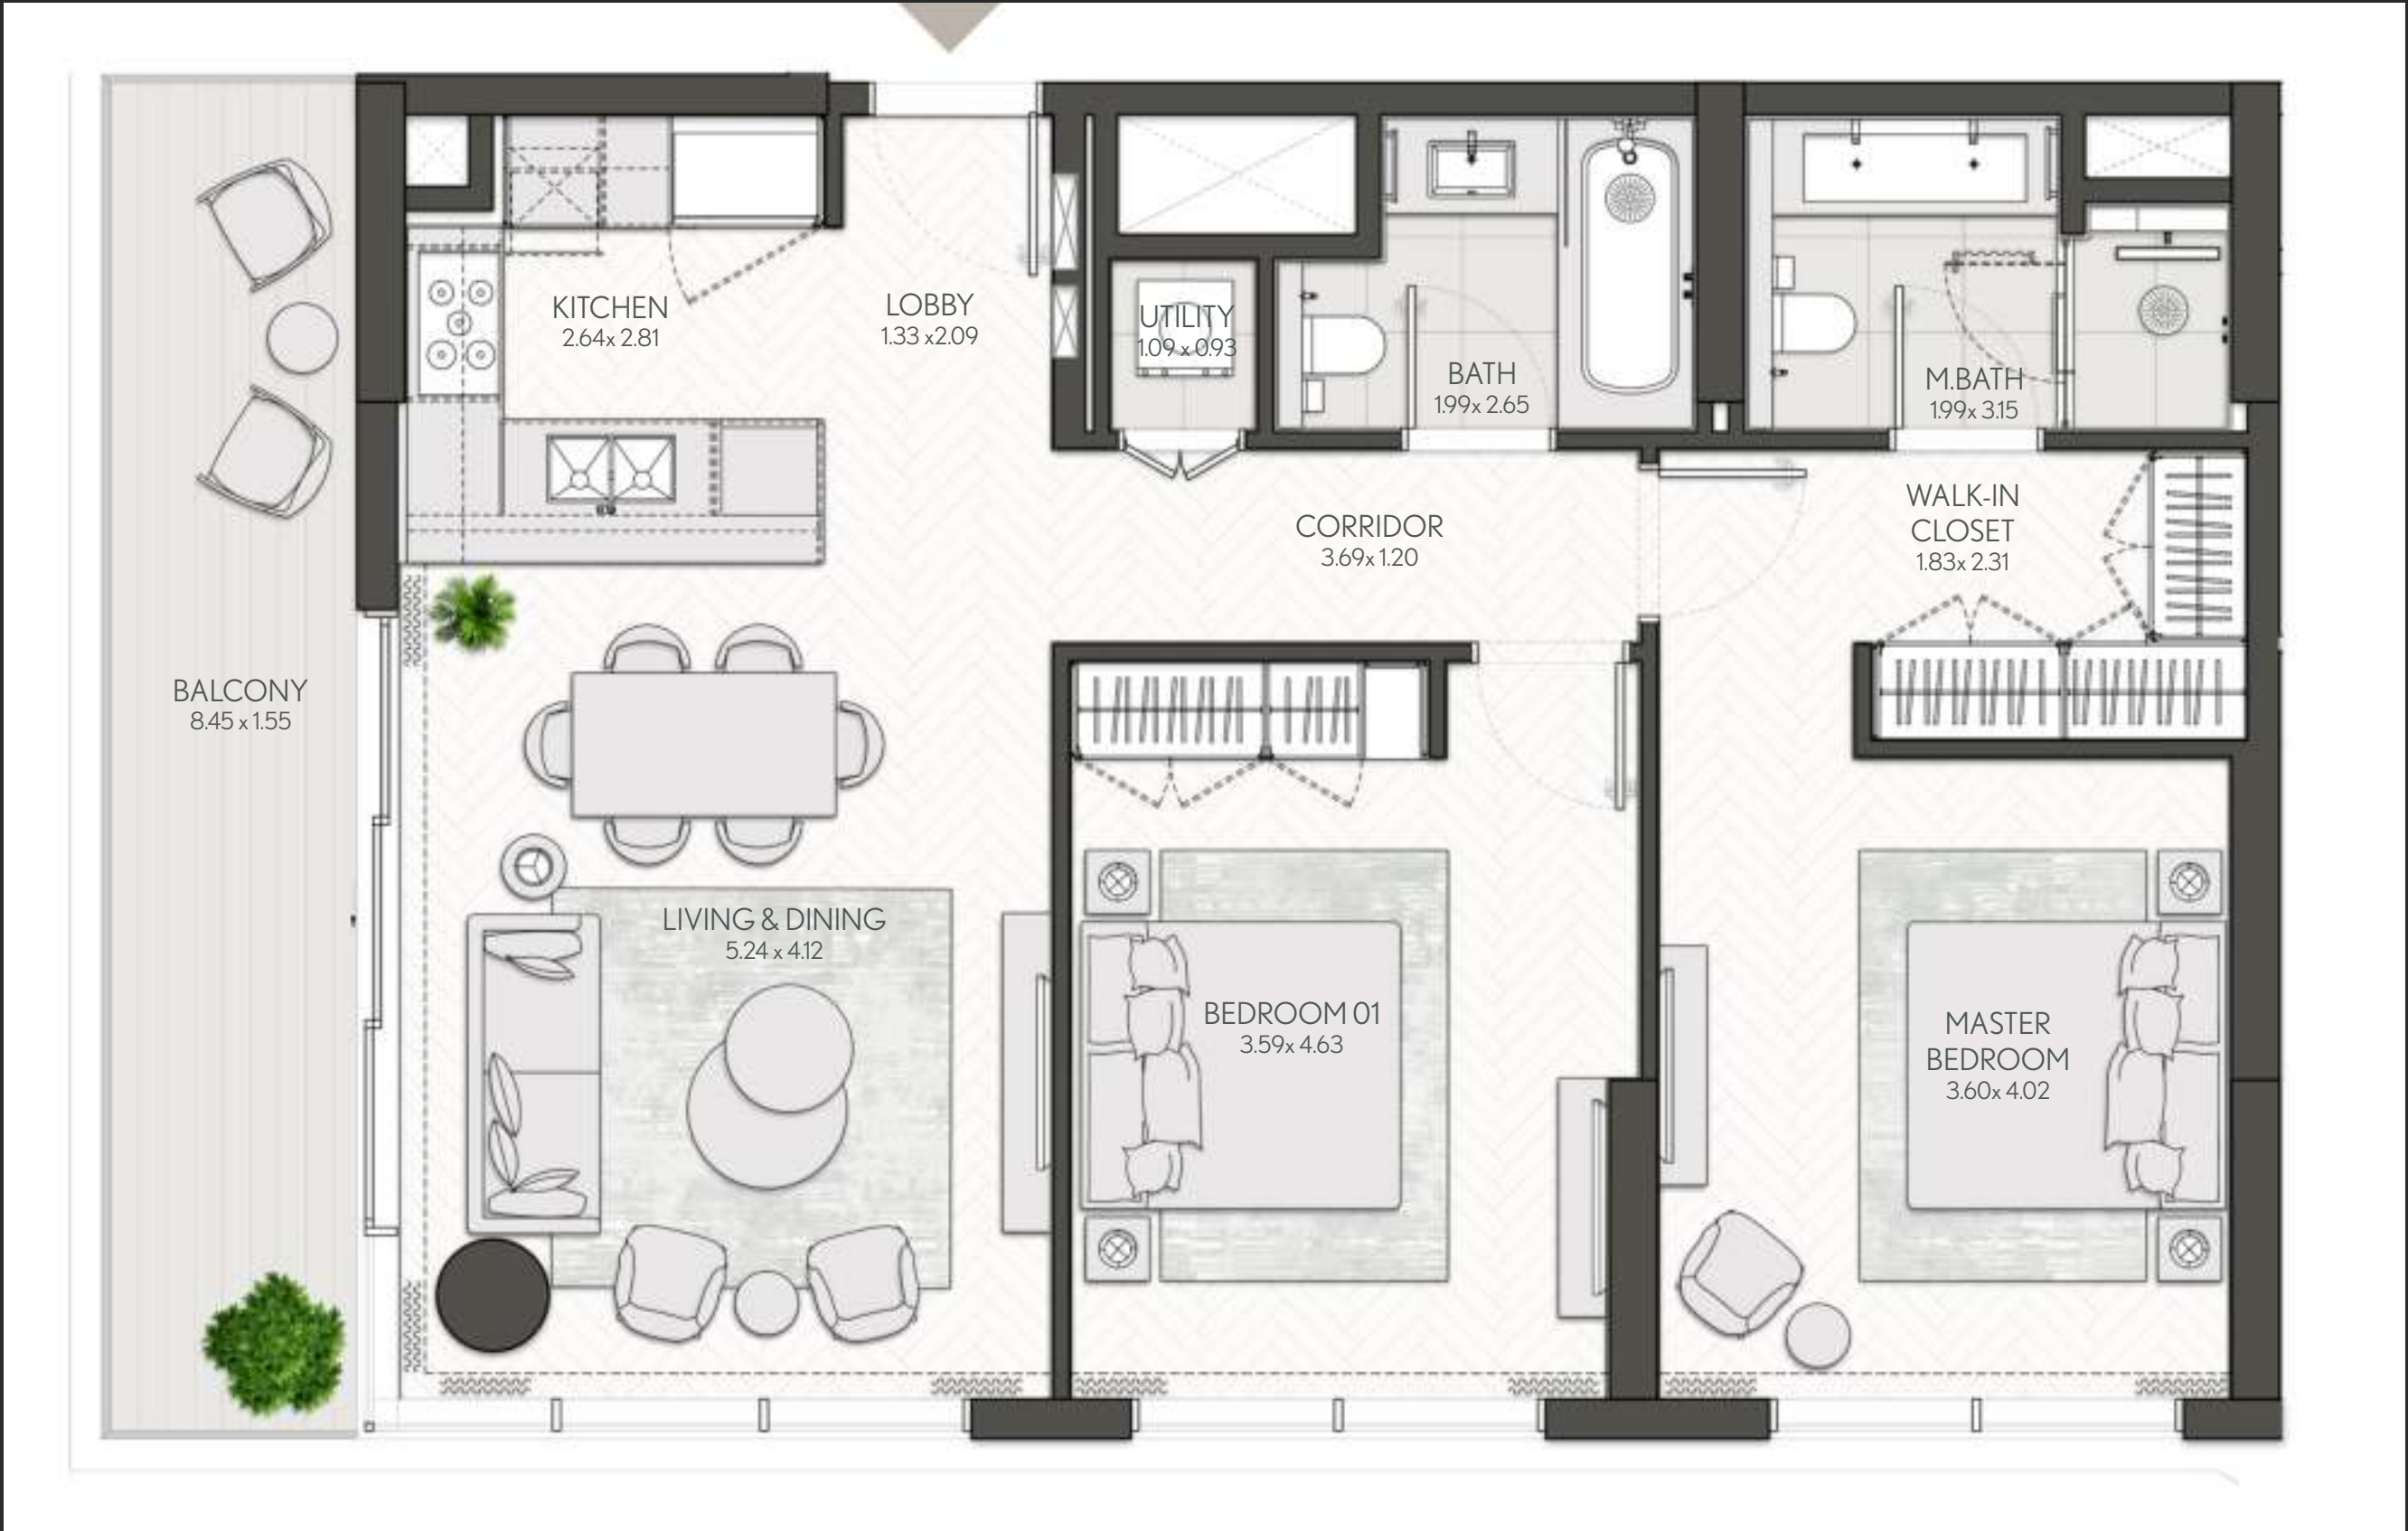 KITCHEN
2.64x 2.81
LOBBY
1.33 x2.09
UTILITY
1.09 x 0.93
BATH
1.99x 2.65
M.BATH
1.99x 3.15
CORRIDOR
3.69x 1.20
WALK-IN
CLOSET
1.83x 2.31
BALCONY
8.45 x 1.55
LIVING & DINING
5.24 x 4.12
BEDROOM 01
3.59x 4.63
MASTER
BEDROOM
3.60x 4.02